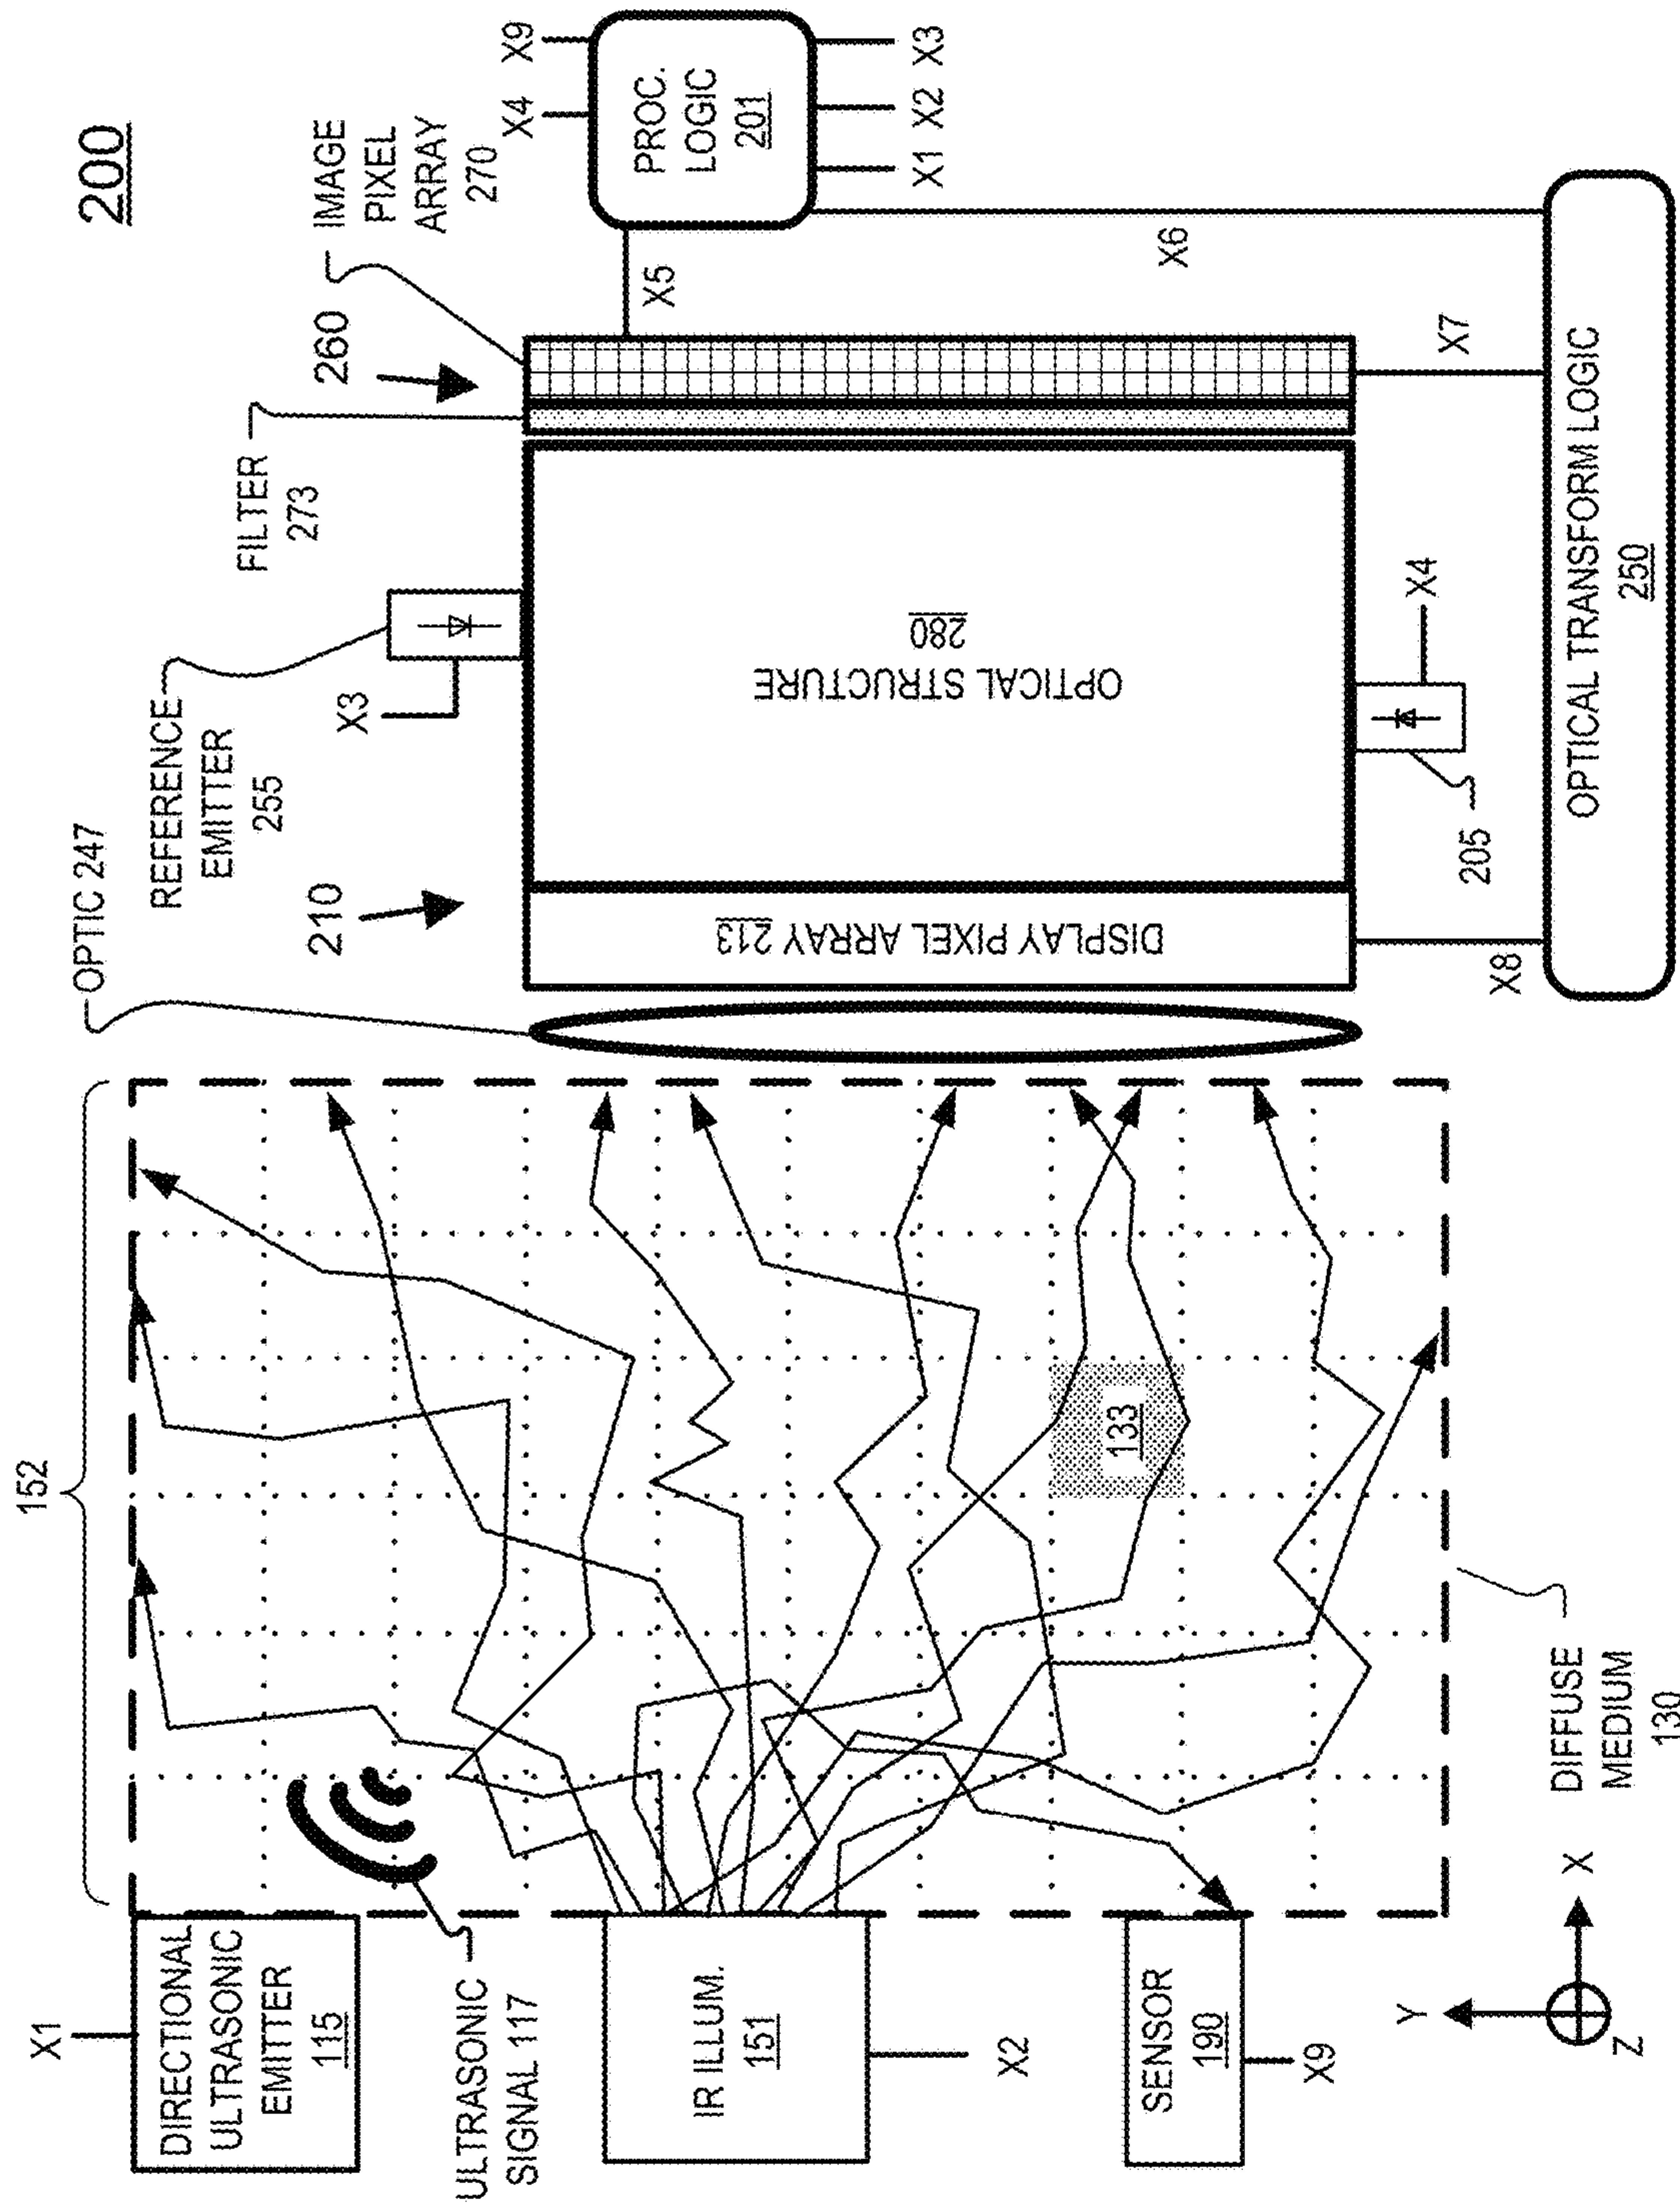 200
152
OPTIC 247
REFERENCE
EMITTER
255
X3
210
FILTER
273
260
IMAGE
PIXEL
ARRAY
270
X4
X9
PROC.
LOGIC
201
X1
X2
X3
X5
X6
X7
X8
DISPLAY PIXEL ARRAY 213
OPTICAL STRUCTURE
280
205
X4
OPTICAL TRANSFORM LOGIC
250
X1
DIRECTIONAL
ULTRASONIC
EMITTER
115
ULTRASONIC
SIGNAL 117
IR ILLUM.
151
X2
SENSOR
190
X9
133
DIFFUSE
MEDIUM
130
Y
X
Z